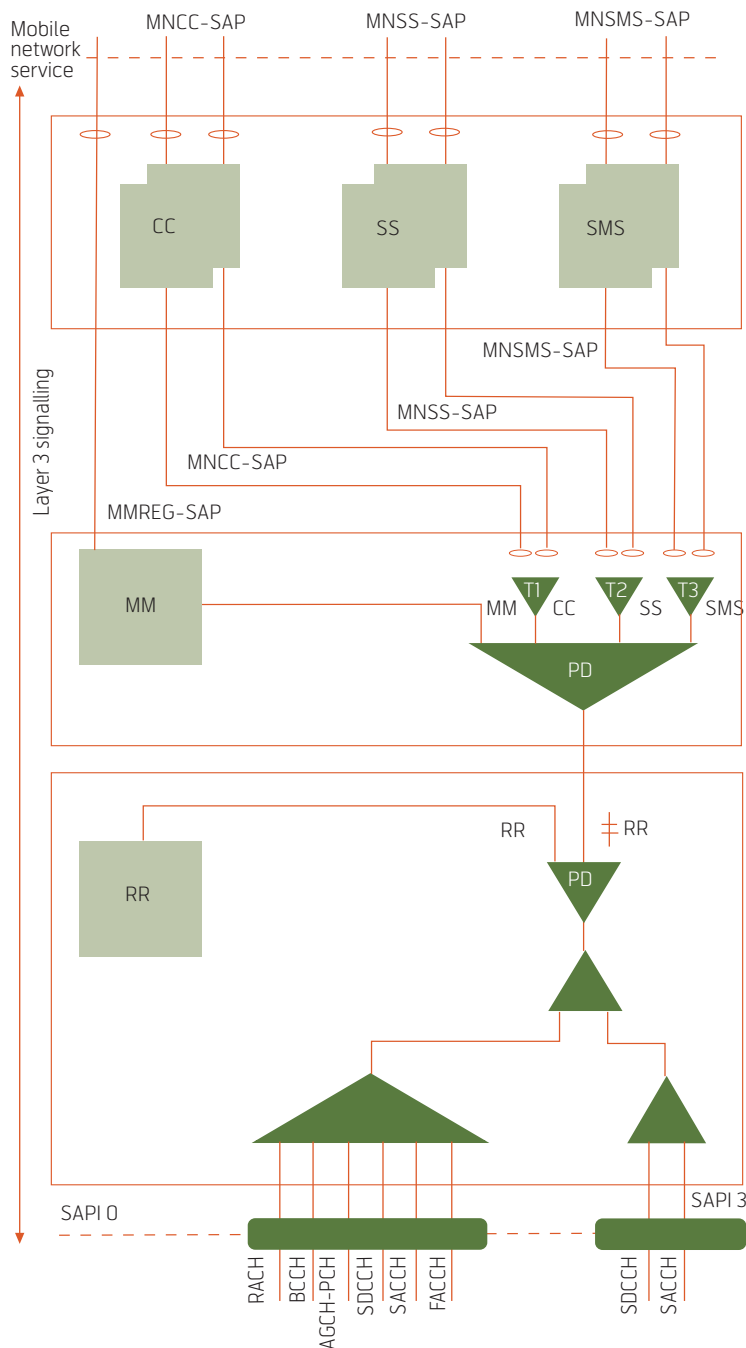 Mobile
network
service
MNCC-SAP
MNSS-SAP
MNSMS-SAP
CC
SS
SMS
Layer 3 signalling
MNSMS-SAP
MNSS-SAP
MNCC-SAP
MMREG-SAP
MM
T1
T2
T3
MM
CC
SS
SMS
PD
RR
RR
RR
PD
SAPI 0
SAPI 3
RACH
BCCH
AGCH-PCH
SDCCH
SACCH
FACCH
SDCCH
SACCH